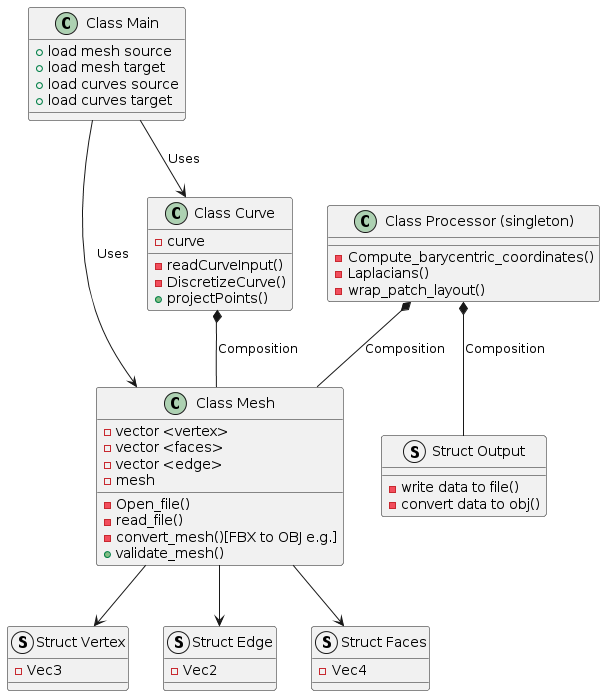 C Class Main
load mesh source
load mesh target
load curves source
load curves target
Uses
C Class Curve
curve
readCurveInput()
DiscretizeCurve()
projectPoints()
C Class Processor (singleton)
Compute_barycentric_coordinates()
Laplacians()
wrap_patch_layout()
Uses
Composition
Composition
Composition
C Class Mesh
vector <vertex>
vector <faces>
vector <edge>
mesh
Open_file()
read_file()
convert_mesh()[FBX to OBJ e.g.]
validate_mesh()
S Struct Output
write data to file()
convert data to obj()
S Struct Vertex
Vec3
S Struct Edge
Vec2
S Struct Faces
Vec4